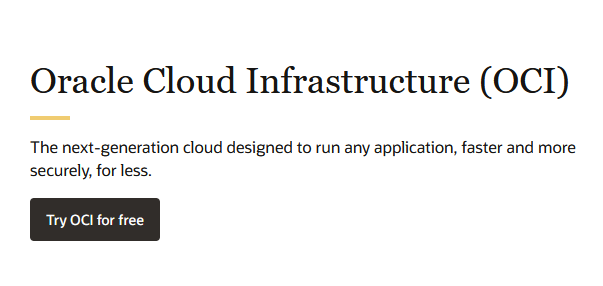 Oracle Cloud Infrastructure (OCI)
The next-generation cloud designed to run any application, faster and more
securely, for less.
Try OCI for free